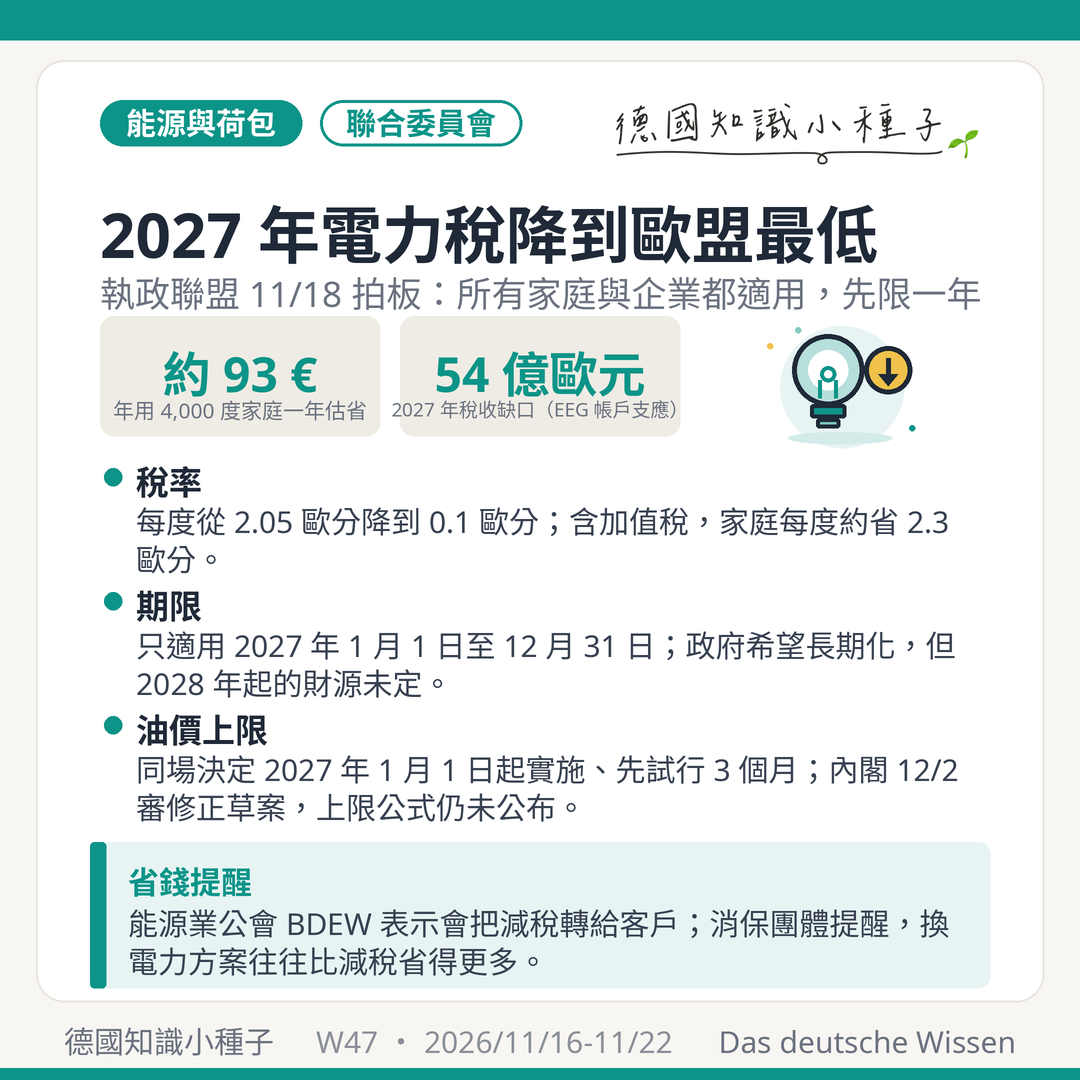 能源與荷包
聯合委員會
德國知識小種子
2027 年電力稅降到歐盟最低
執政聯盟 11/18 拍板：所有家庭與企業都適用，先限一年
約 93 €
年用 4,000 度家庭一年估省
54 億歐元
2027 年稅收缺口（EEG 帳戶支應）
稅率
每度從 2.05 歐分降到 0.1 歐分；含加值稅，家庭每度約省 2.3
歐分。
期限
只適用 2027 年 1 月 1 日至 12 月 31 日；政府希望長期化，但
2028 年起的財源未定。
油價上限
同場決定 2027 年 1 月 1 日起實施、先試行 3 個月；內閣 12/2
審修正草案，上限公式仍未公布。
省錢提醒
能源業公會 BDEW 表示會把減稅轉給客戶；消保團體提醒，換
電力方案往往比減稅省得更多。
德國知識小種子
W47 • 2026/11/16-11/22
Das deutsche Wissen